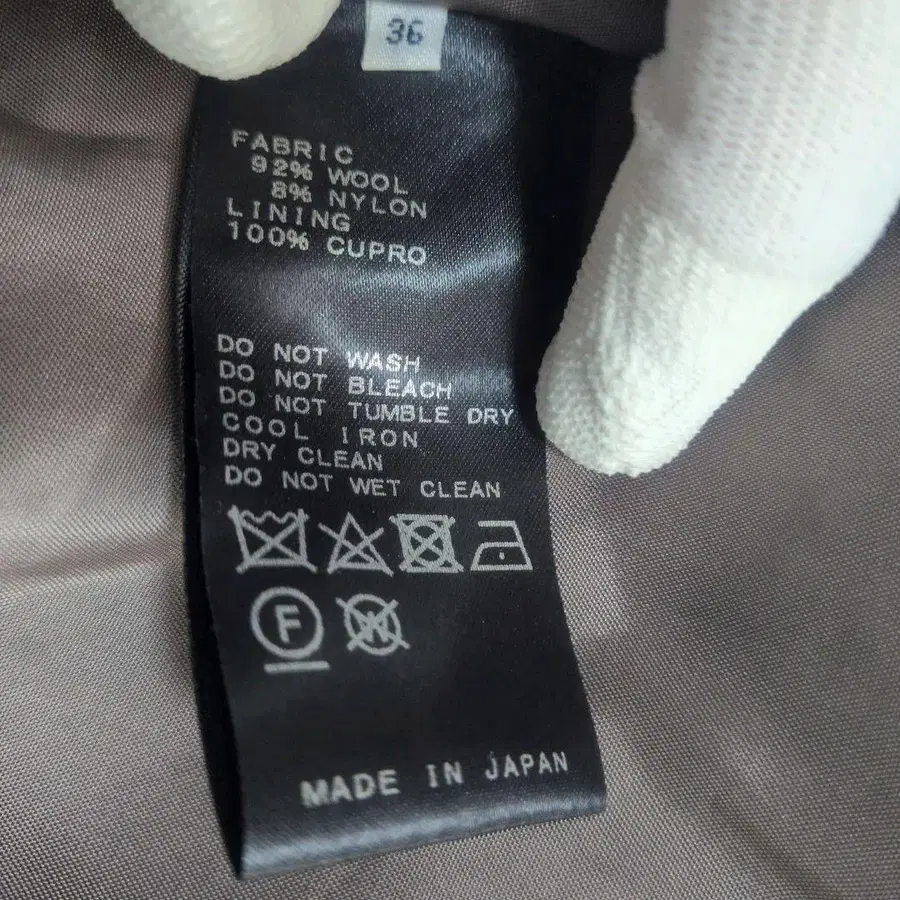 36
FABRIC
92% WOOL
8% NYLON
LINING
100% CUPRO
DO NOT WASH
DO NOT BLEACH
DO NOT TUMBLE DRY
COOL IRON
DRY CLEAN
DO NOT WET CLEAN
F W
MADE IN JAPAN